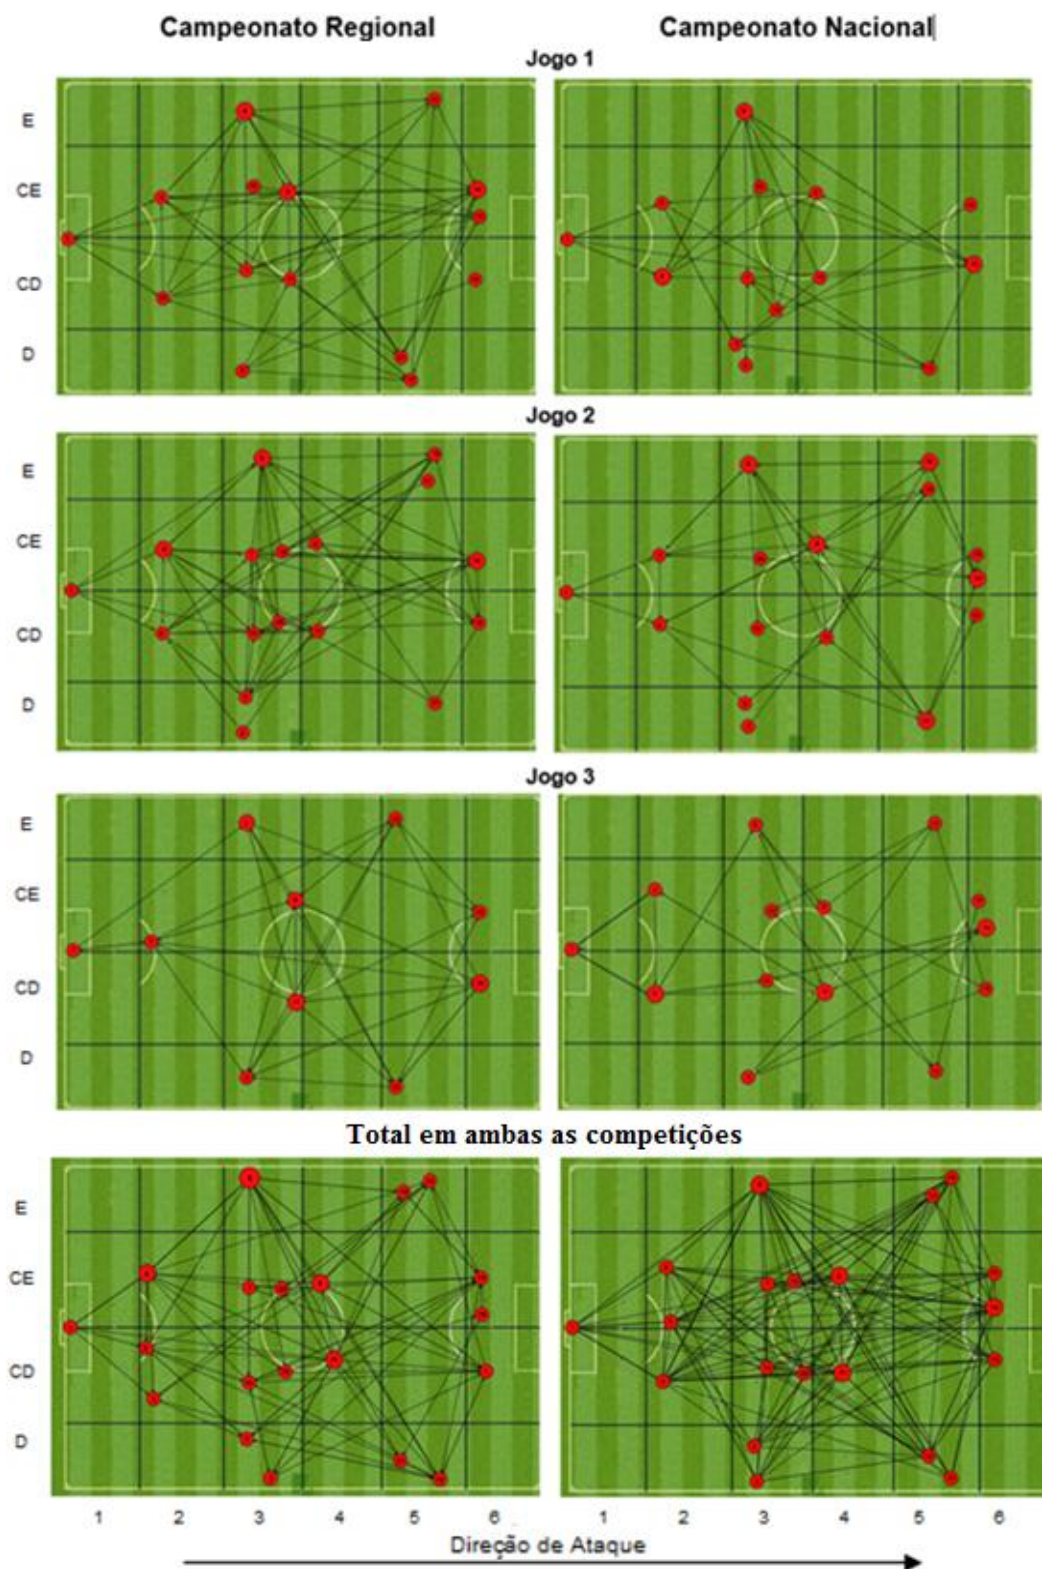 Campeonato Regional Campeonato Nacional
Jogo 1
E
CE
CD
D
Jogo 2
E
CE
CD
D
Jogo 3
E
CE
CD
D
Total em ambas as competições
E
CE
CD
D
1 2 3 4 5 6 1 2 3 4 5 6
Direção de Ataque